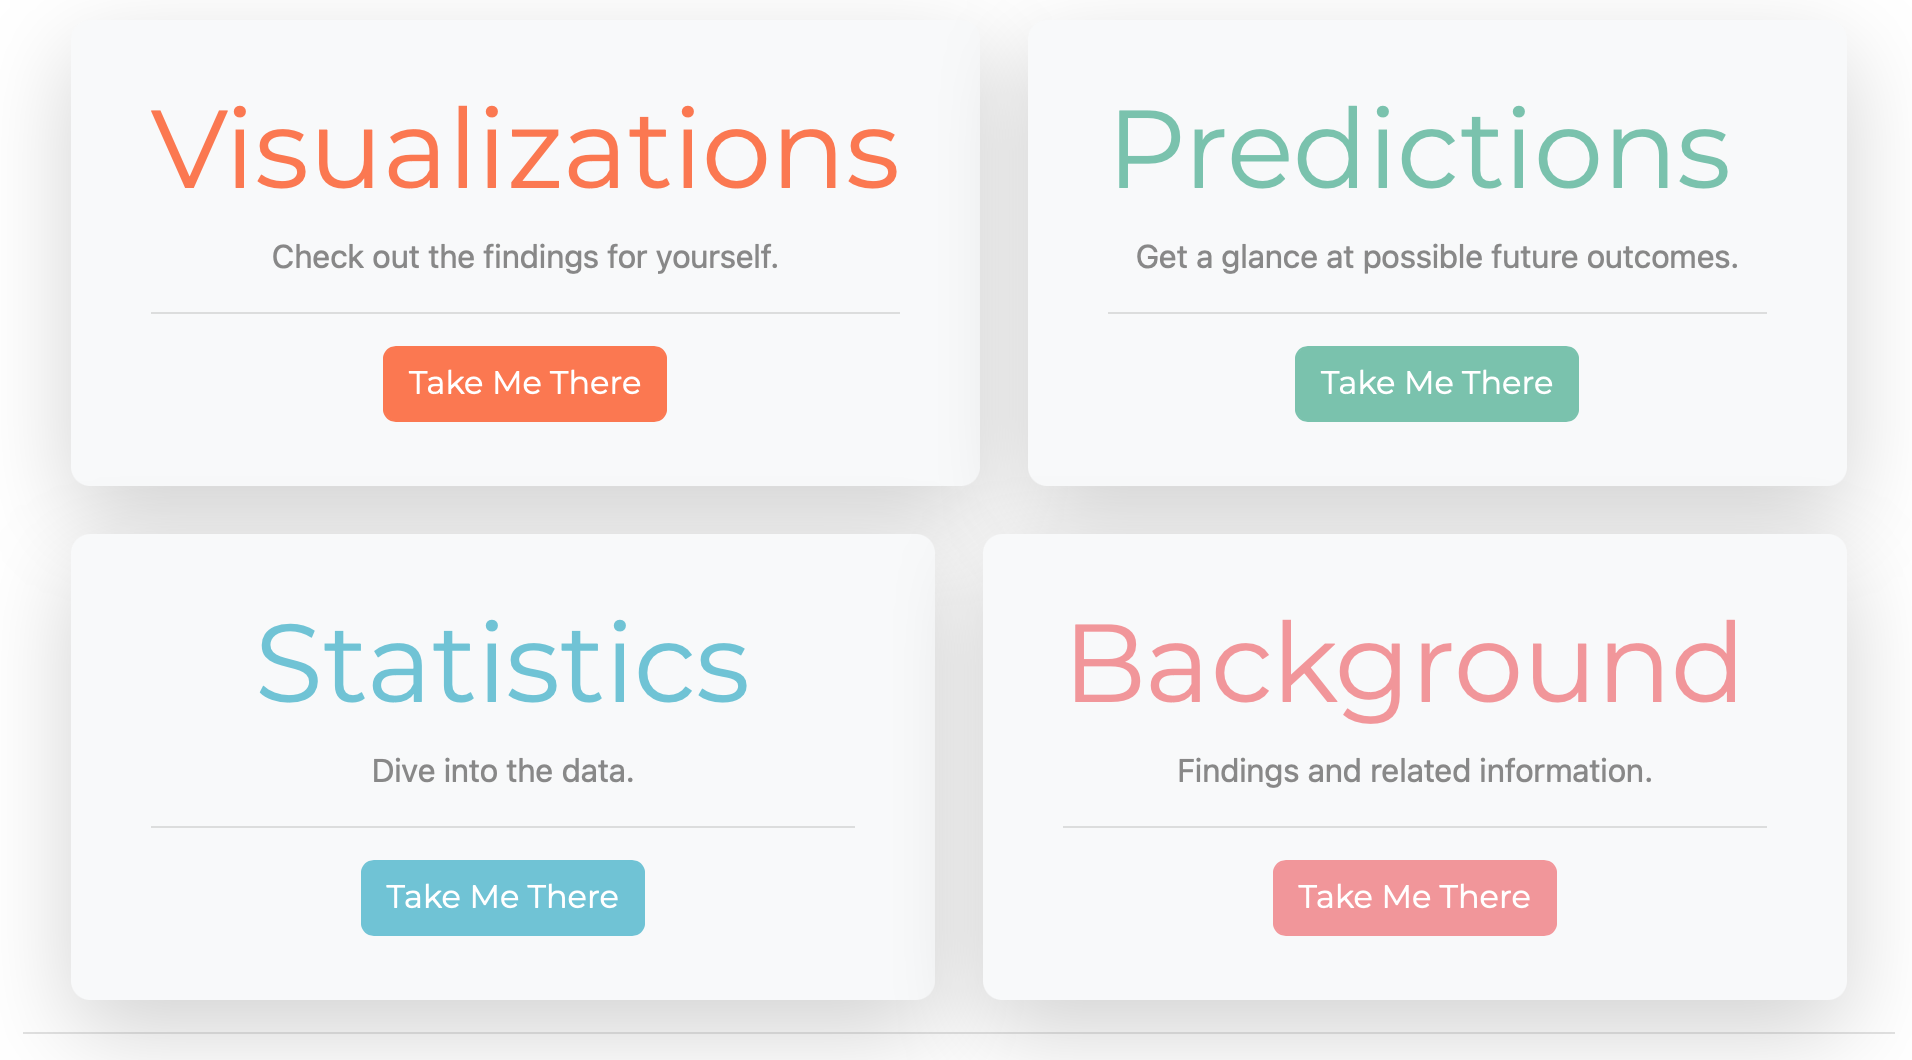 Visualizations
Check out the findings for yourself.
Take Me There
Predictions
Get a glance at possible future outcomes.
Take Me There
Statistics
Dive into the data.
Take Me There
Background
Findings and related information.
Take Me There